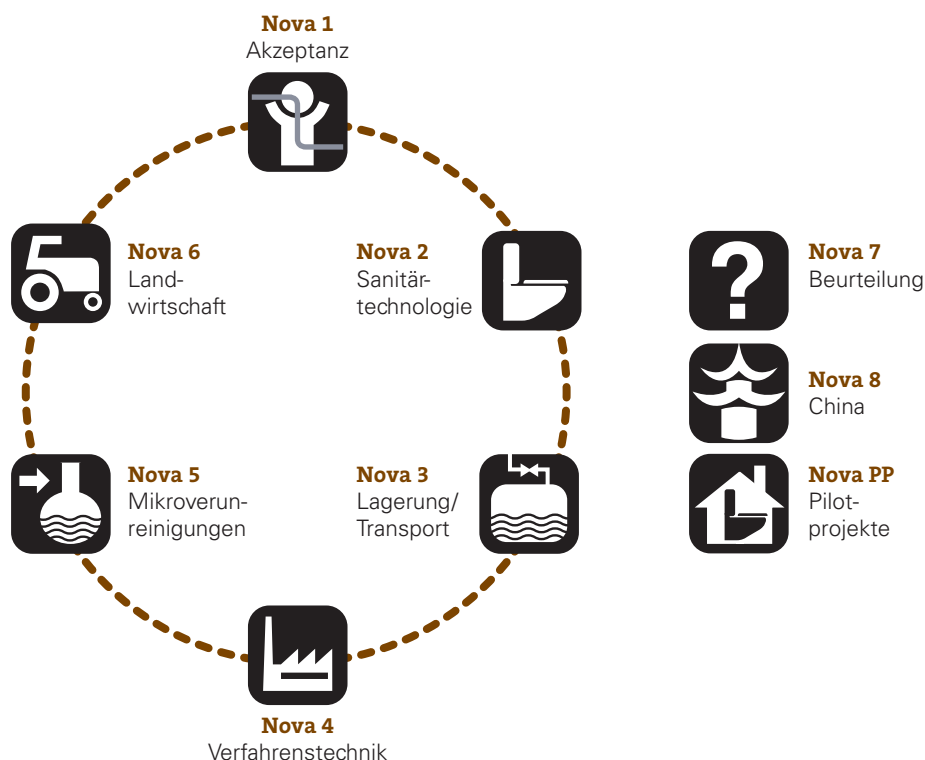 Nova 1
Akzeptanz
Nova 6
Land-
wirtschaft
Nova 2
Sanitär-
technologie
Nova 7
Beurteilung
Nova 8
China
Nova 5
Mikroverun-
reinigungen
Nova 3
Lagerung/
Transport
Nova PP
Pilot-
projekte
Nova 4
Verfahrenstechnik